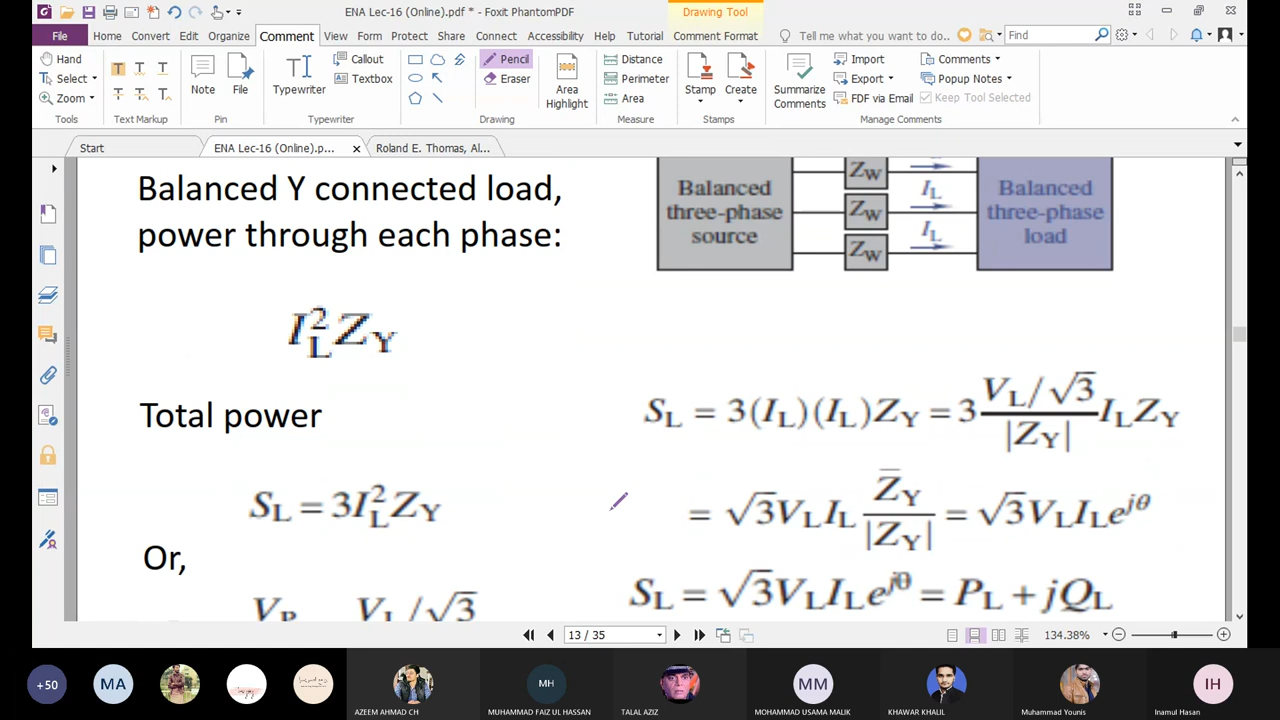 ENA Lec-16 (Online).pdf * - Foxit PhantomPDF
Drawing Tool
File Home Convert Edit Organize Comment View Form Protect Share Connect Accessibility Help Tutorial Comment Format Tell me what you want to do... Find
Hand
Select
Zoom
Tools
T T T
T T T
Text Markup
Note
File
Pin
Typewriter
Callout
Textbox
Typewriter
Pencil
Eraser
Area
Highlight
Drawing
Distance
Perimeter
Area
Measure
Stamp
Create
Stamps
Summarize
Comments
Import
Export
FDF via Email
Comments
Popup Notes
Keep Tool Selected
Manage Comments
Start
ENA Lec-16 (Online).p...
Roland E. Thomas, Al...
Balanced Y connected load,
power through each phase:
I_L^2 Z_Y
Total power
S_L = 3I_L^2 Z_Y
Or,
V_P V_L/√3
Balanced
three-phase
source
Z_W
Z_W
Z_W
I_L
I_L
Balanced
three-phase
load
S_L = 3(I_L)(I_L)Z_Y = 3 (V_L/√3)/|Z_Y| I_L Z_Y
= √3V_L I_L Z̅_Y/|Z_Y| = √3V_L I_L e^{jθ}
S_L = √3V_L I_L e^{jθ} = P_L + jQ_L
13 / 35
134.38%
+50
MA
AZEEM AHMAD CH
MH
MUHAMMAD FAIZ UL HASSAN
TALAL AZIZ
MM
MOHAMMAD USAMA MALIK
KHAWAR KHALIL
Muhammad Younis
IH
Inamul Hasan